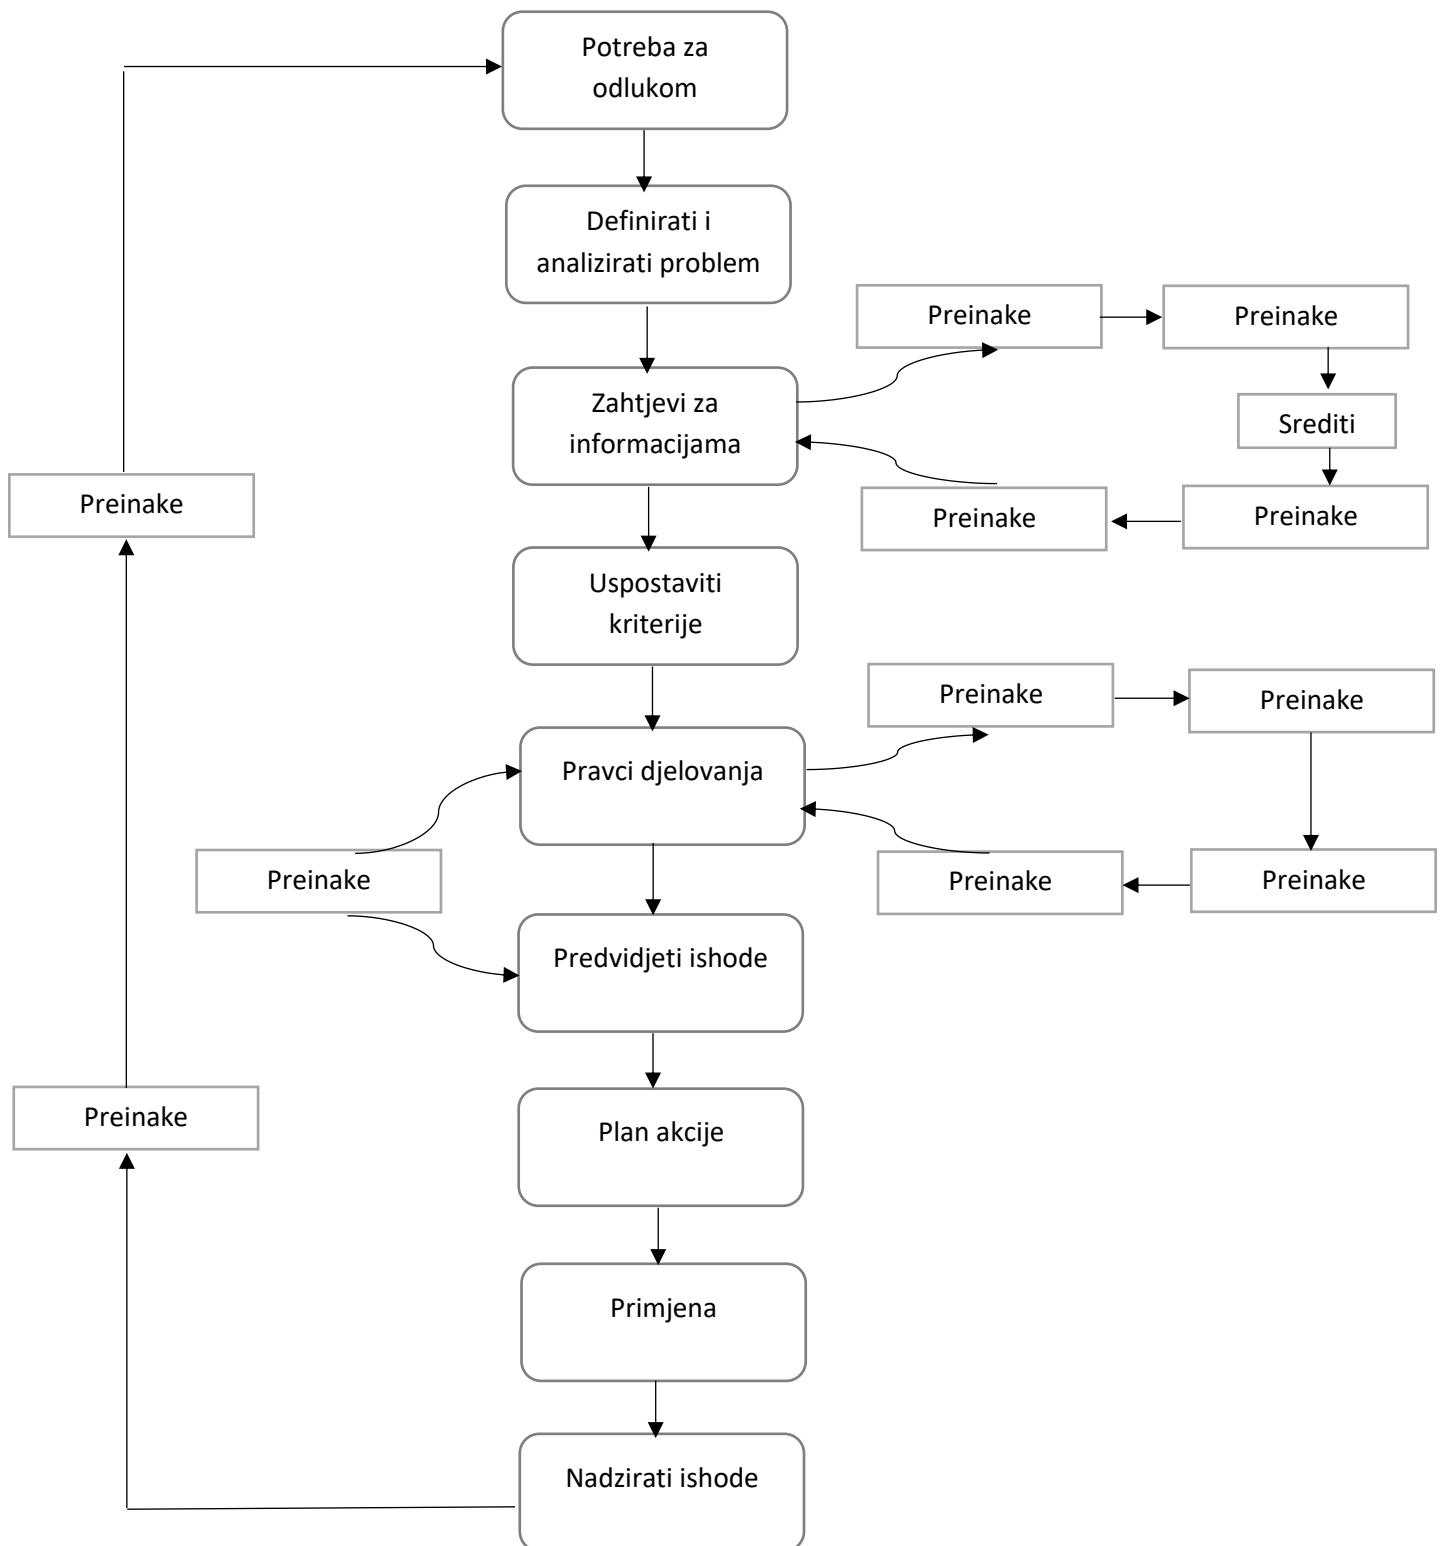 Potreba za
odlukom
Definirati i
analizirati problem
Preinake
Preinake
Zahtjevi za
informacijama
Srediti
Preinake
Preinake
Preinake
Uspostaviti
kriterije
Preinake
Preinake
Pravci djelovanja
Preinake
Preinake
Preinake
Predvidjeti ishode
Preinake
Plan akcije
Primjena
Nadzirati ishode